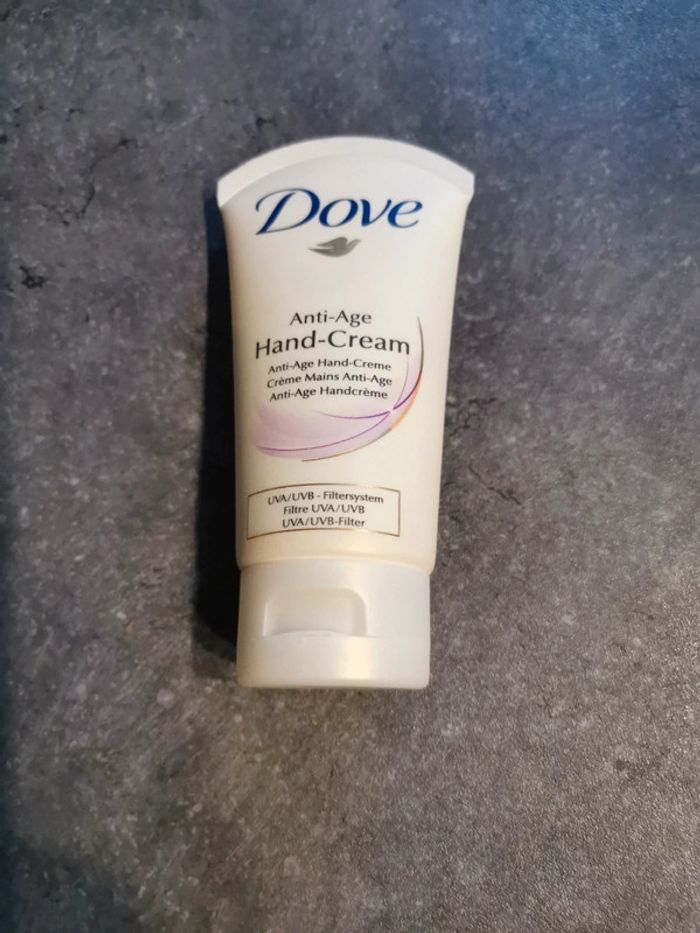 Dove
Anti-Age
Hand-Cream
Anti-Age Hand-Creme
Crème Mains Anti-Age
Anti-Age Handcrème
UVA/UVB - Filtersystem
Filtre UVA/UVB
UVA/UVB-Filter